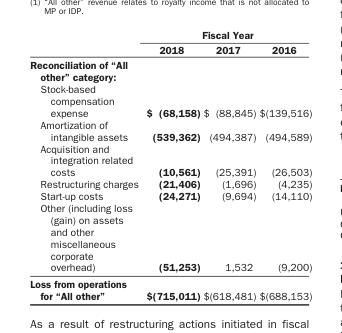 (1) "All other" revenue relates to royalty income that is not allocated to
MP or IDP.
Fiscal Year
2018 2017 2016
Reconciliation of "All
other" category:
Stock-based
compensation
expense $ (68,158) $ (88,845) $(139,516)
Amortization of
intangible assets (539,362) (494,387) (494,589)
Acquisition and
integration related
costs (10,561) (25,391) (26,503)
Restructuring charges (21,406) (1,696) (4,235)
Start-up costs (24,271) (9,694) (14,110)
Other (including loss
(gain) on assets
and other
miscellaneous
corporate
overhead) (51,253) 1,532 (9,200)
Loss from operations
for "All other" $(715,011) $(618,481) $(688,153)
As a result of restructuring actions initiated in fiscal